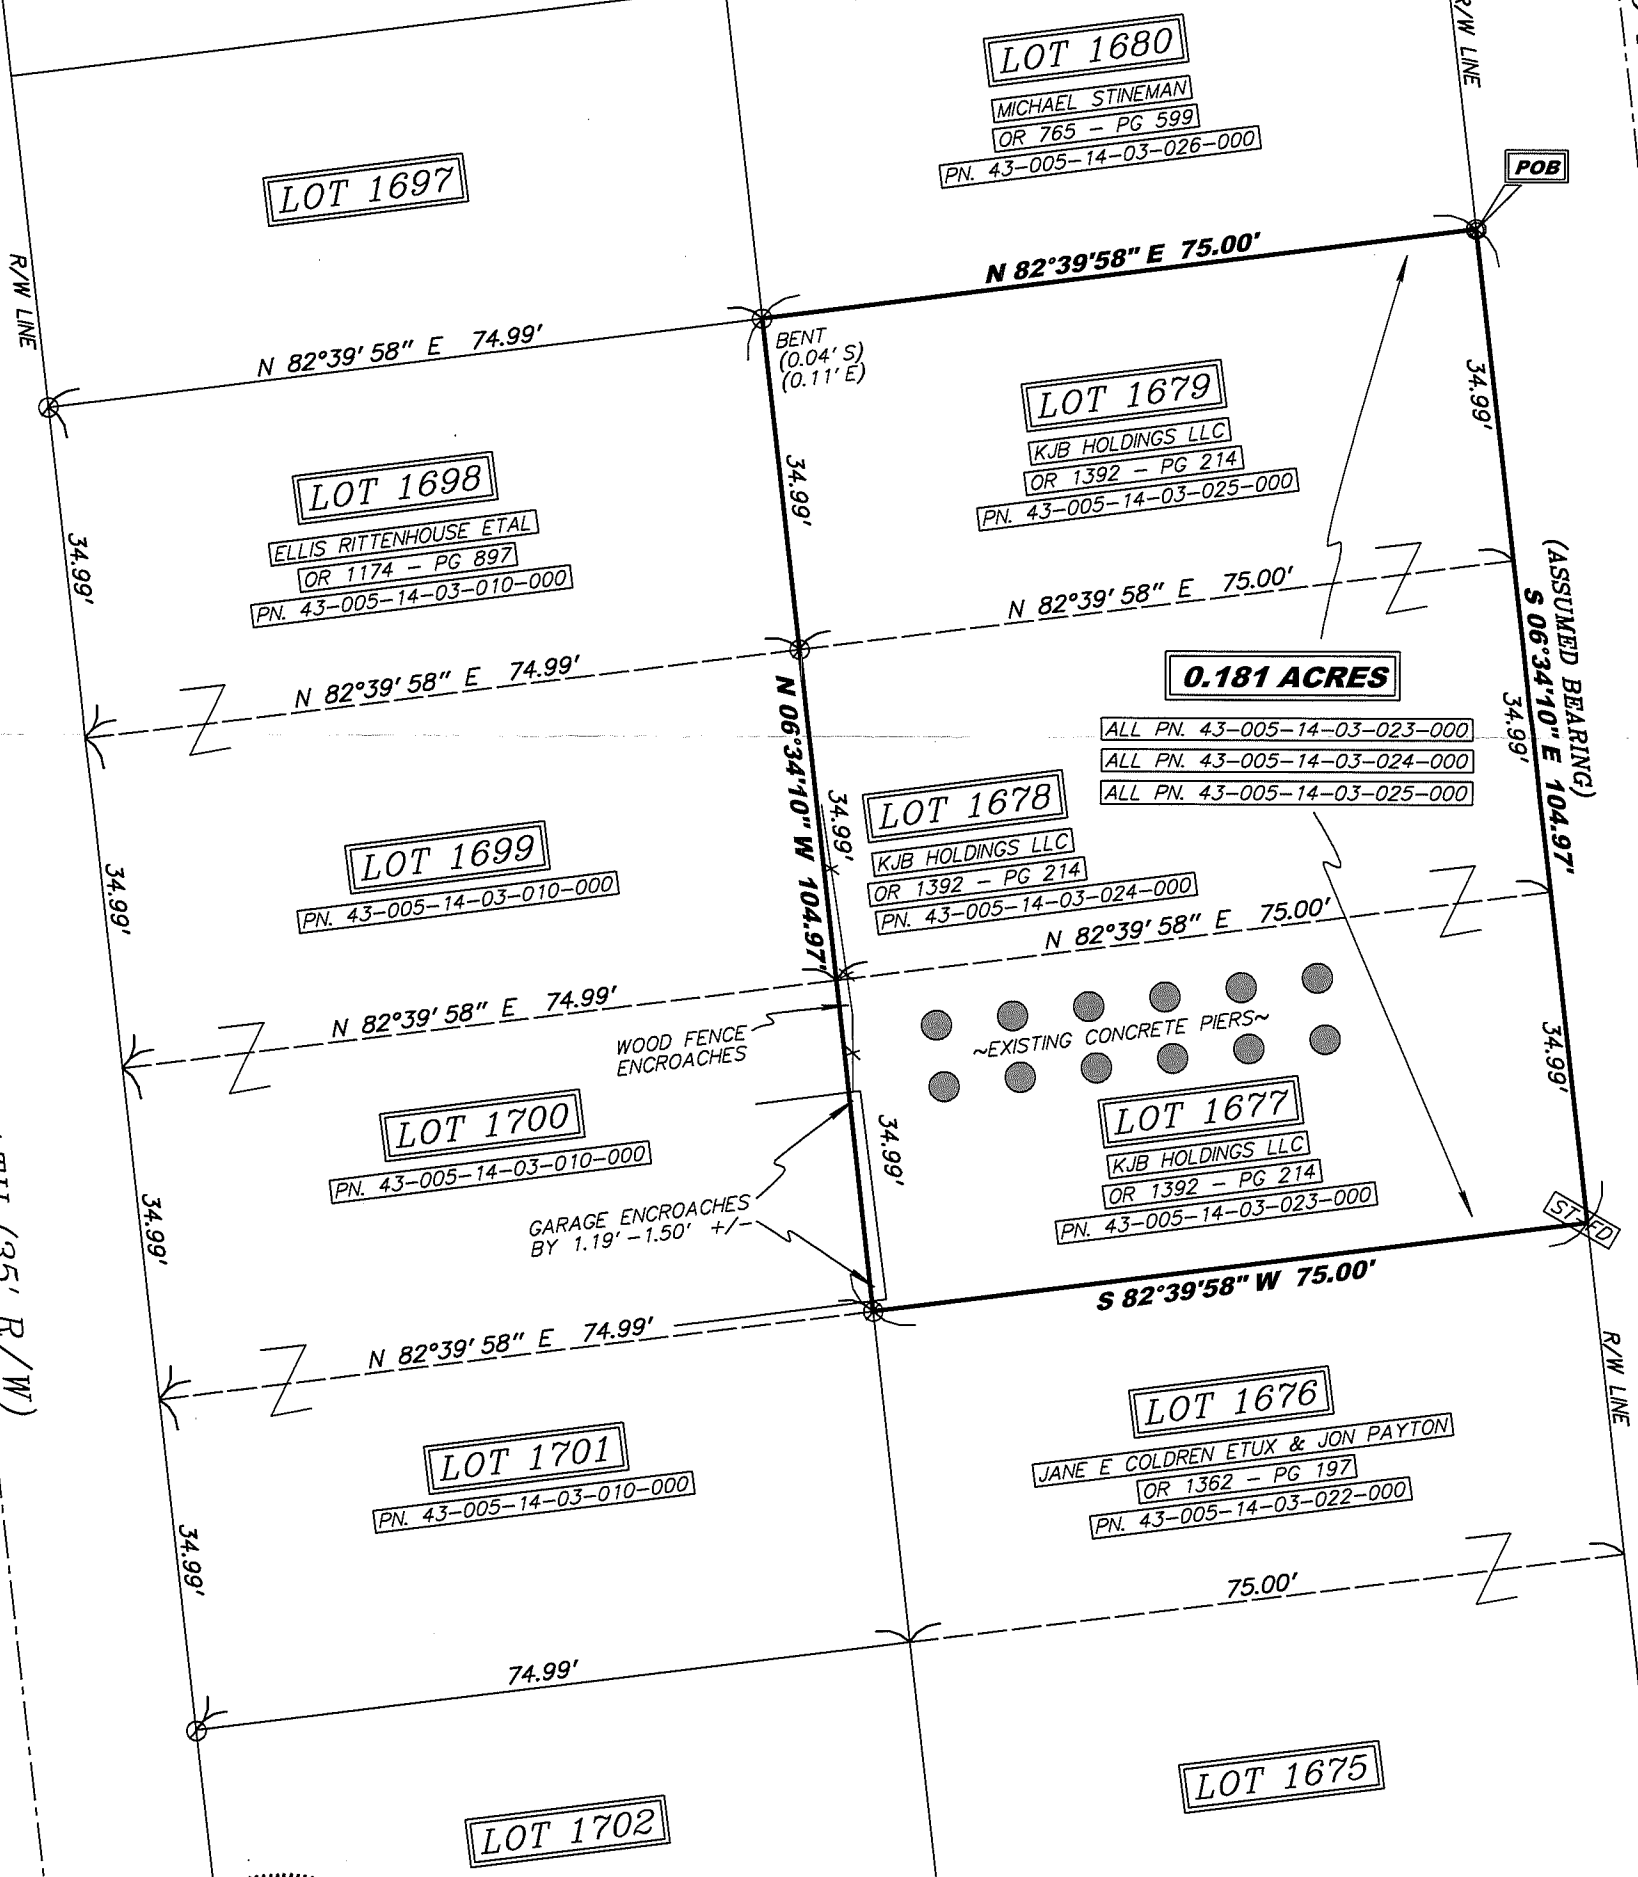 R/W LINE
LOT 1680
MICHAEL STINEMAN
OR 765 - PG 599
PN. 43-005-14-03-026-000
POB
LOT 1697
R/W LINE
N 82°39'58" E 75.00'
N 82°39'58" E 74.99'
BENT
(0.04' S)
(0.11' E)
LOT 1679
KJB HOLDINGS LLC
OR 1392 - PG 214
PN. 43-005-14-03-025-000
34.99'
34.99'
LOT 1698
ELLIS RITTENHOUSE ETAL
OR 1174 - PG 897
PN. 43-005-14-03-010-000
34.99'
N 82°39'58" E 75.00'
(ASSUMED BEARING)
S 06°34'10" E 104.97'
N 82°39'58" E 74.99'
N 06°34'10" W 104.97'
0.181 ACRES
ALL PN. 43-005-14-03-023-000
ALL PN. 43-005-14-03-024-000
ALL PN. 43-005-14-03-025-000
34.99'
34.99'
LOT 1678
KJB HOLDINGS LLC
OR 1392 - PG 214
PN. 43-005-14-03-024-000
LOT 1699
PN. 43-005-14-03-010-000
34.99'
N 82°39'58" E 75.00'
N 82°39'58" E 74.99'
WOOD FENCE
ENCROACHES
~EXISTING CONCRETE PIERS~
34.99'
LOT 1677
KJB HOLDINGS LLC
OR 1392 - PG 214
PN. 43-005-14-03-023-000
34.99'
LOT 1700
PN. 43-005-14-03-010-000
34.99'
GARAGE ENCROACHES
BY 1.19'-1.50' +/-
(35' R/W)
S 82°39'58" W 75.00'
N 82°39'58" E 74.99'
R/W LINE
LOT 1676
JANE E COLDREN ETUX & JON PAYTON
OR 1362 - PG 197
PN. 43-005-14-03-022-000
LOT 1701
PN. 43-005-14-03-010-000
34.99'
75.00'
74.99'
LOT 1675
LOT 1702